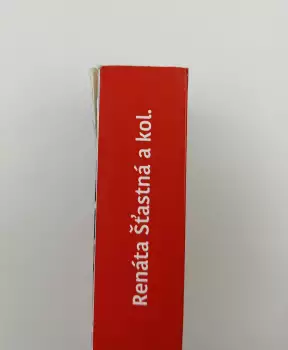 Renáta Šťastná a kol.